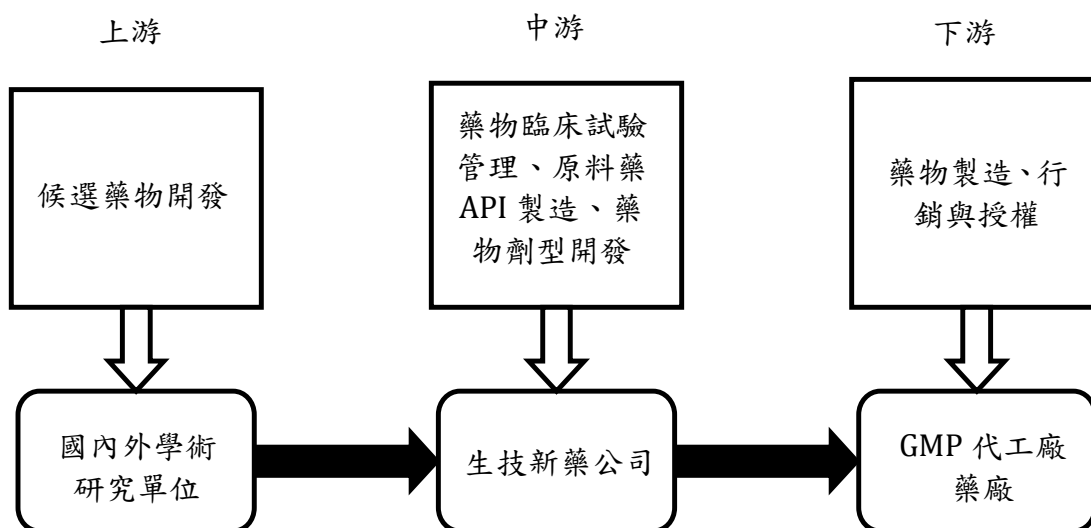 上游
中游
下游
候選藥物開發
藥物臨床試驗
管理、原料藥
API 製造、藥
物劑型開發
藥物製造、行
銷與授權
國內外學術
研究單位
生技新藥公司
GMP 代工廠
藥廠